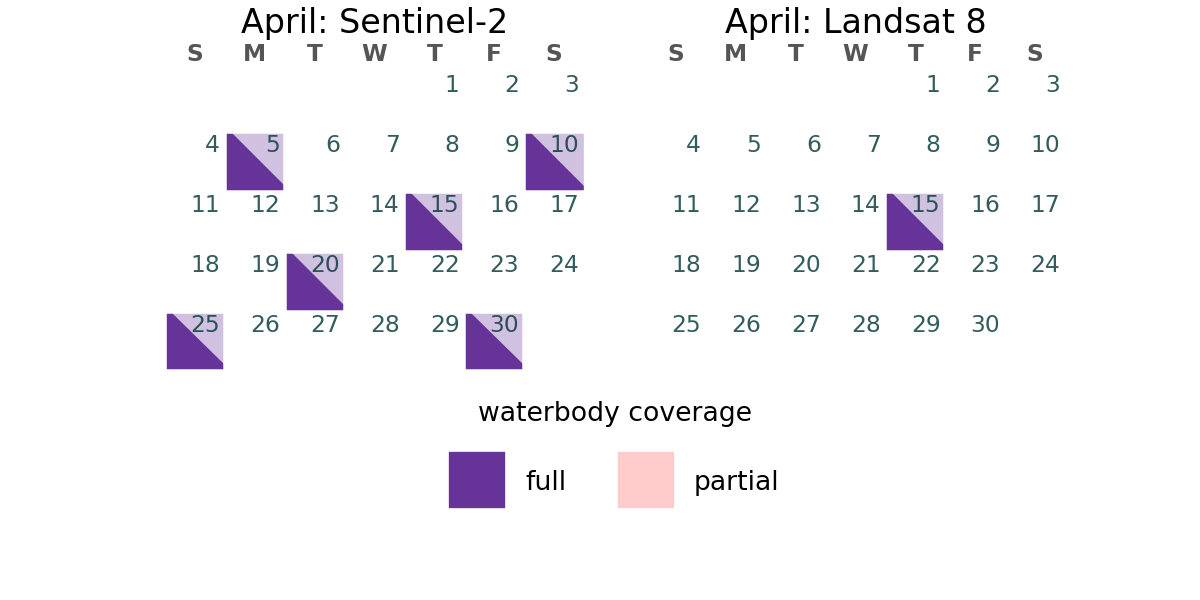 April: Sentinel-2
S M T W T F S
1 2 3
4 5 6 7 8 9 10
11 12 13 14 15 16 17
18 19 20 21 22 23 24
25 26 27 28 29 30
April: Landsat 8
S M T W T F S
1 2 3
4 5 6 7 8 9 10
11 12 13 14 15 16 17
18 19 20 21 22 23 24
25 26 27 28 29 30
waterbody coverage
full
partial